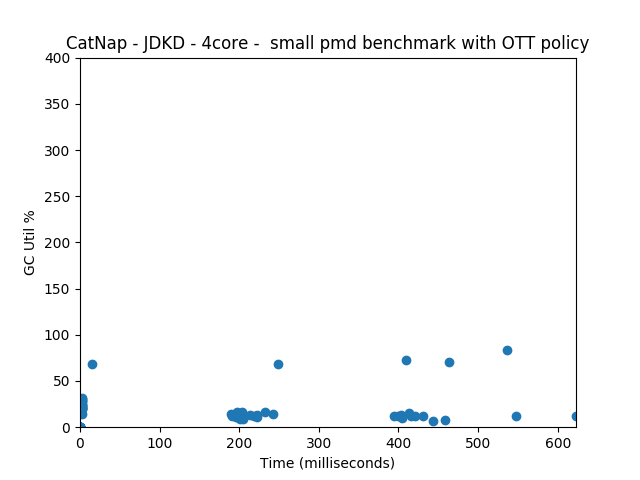 CatNap - JDKD - 4core -  small pmd benchmark with OTT policy
400
350
300
250
200
150
100
50
0
GC Util %
0 100 200 300 400 500 600
Time (milliseconds)